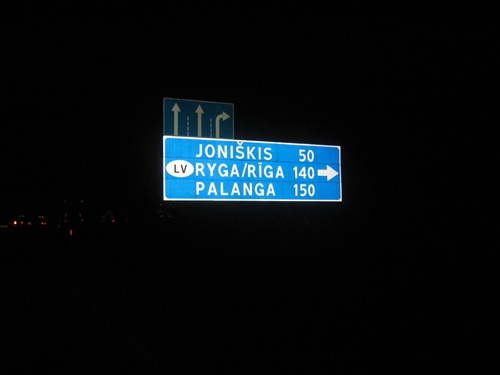 JONIŠKIS 50
LV RYGA/RĪGA 140
PALANGA 150